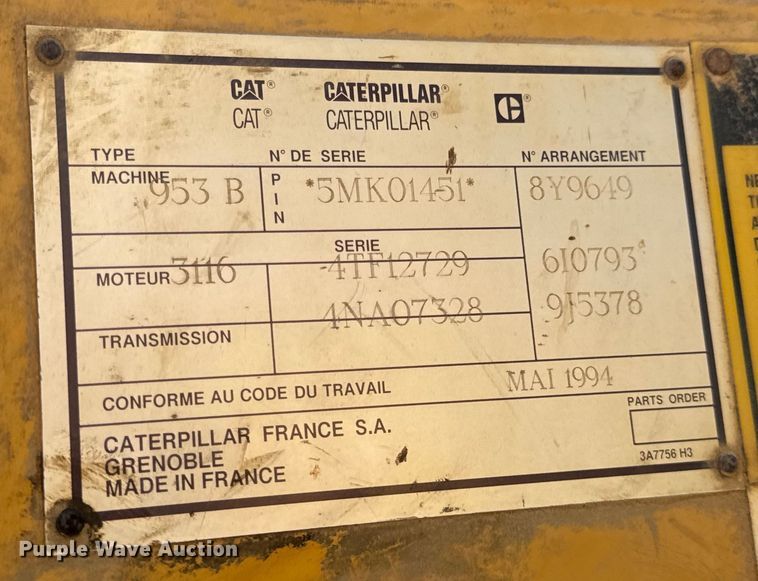 CAT® CATERPILLAR®
CAT® CATERPILLAR®
TYPE N° DE SERIE N° ARRANGEMENT
MACHINE 953 B PIN *5MK01451* 8Y9649
SERIE
MOTEUR 3116 4TF12729 6I0793
4NA07328 9J5378
TRANSMISSION
CONFORME AU CODE DU TRAVAIL MAI 1994
PARTS ORDER
CATERPILLAR FRANCE S.A.
GRENOBLE
MADE IN FRANCE
3A7756 H3
Purple Wave Auction